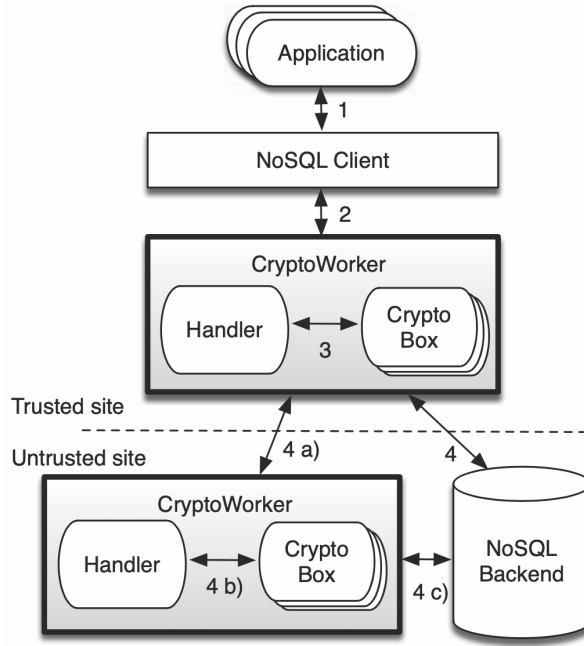 Application
1
NoSQL Client
2
CryptoWorker
Handler
3
Crypto
Box
Trusted site
4 a)
4
Untrusted site
CryptoWorker
Handler
4 b)
Crypto
Box
4 c)
NoSQL
Backend